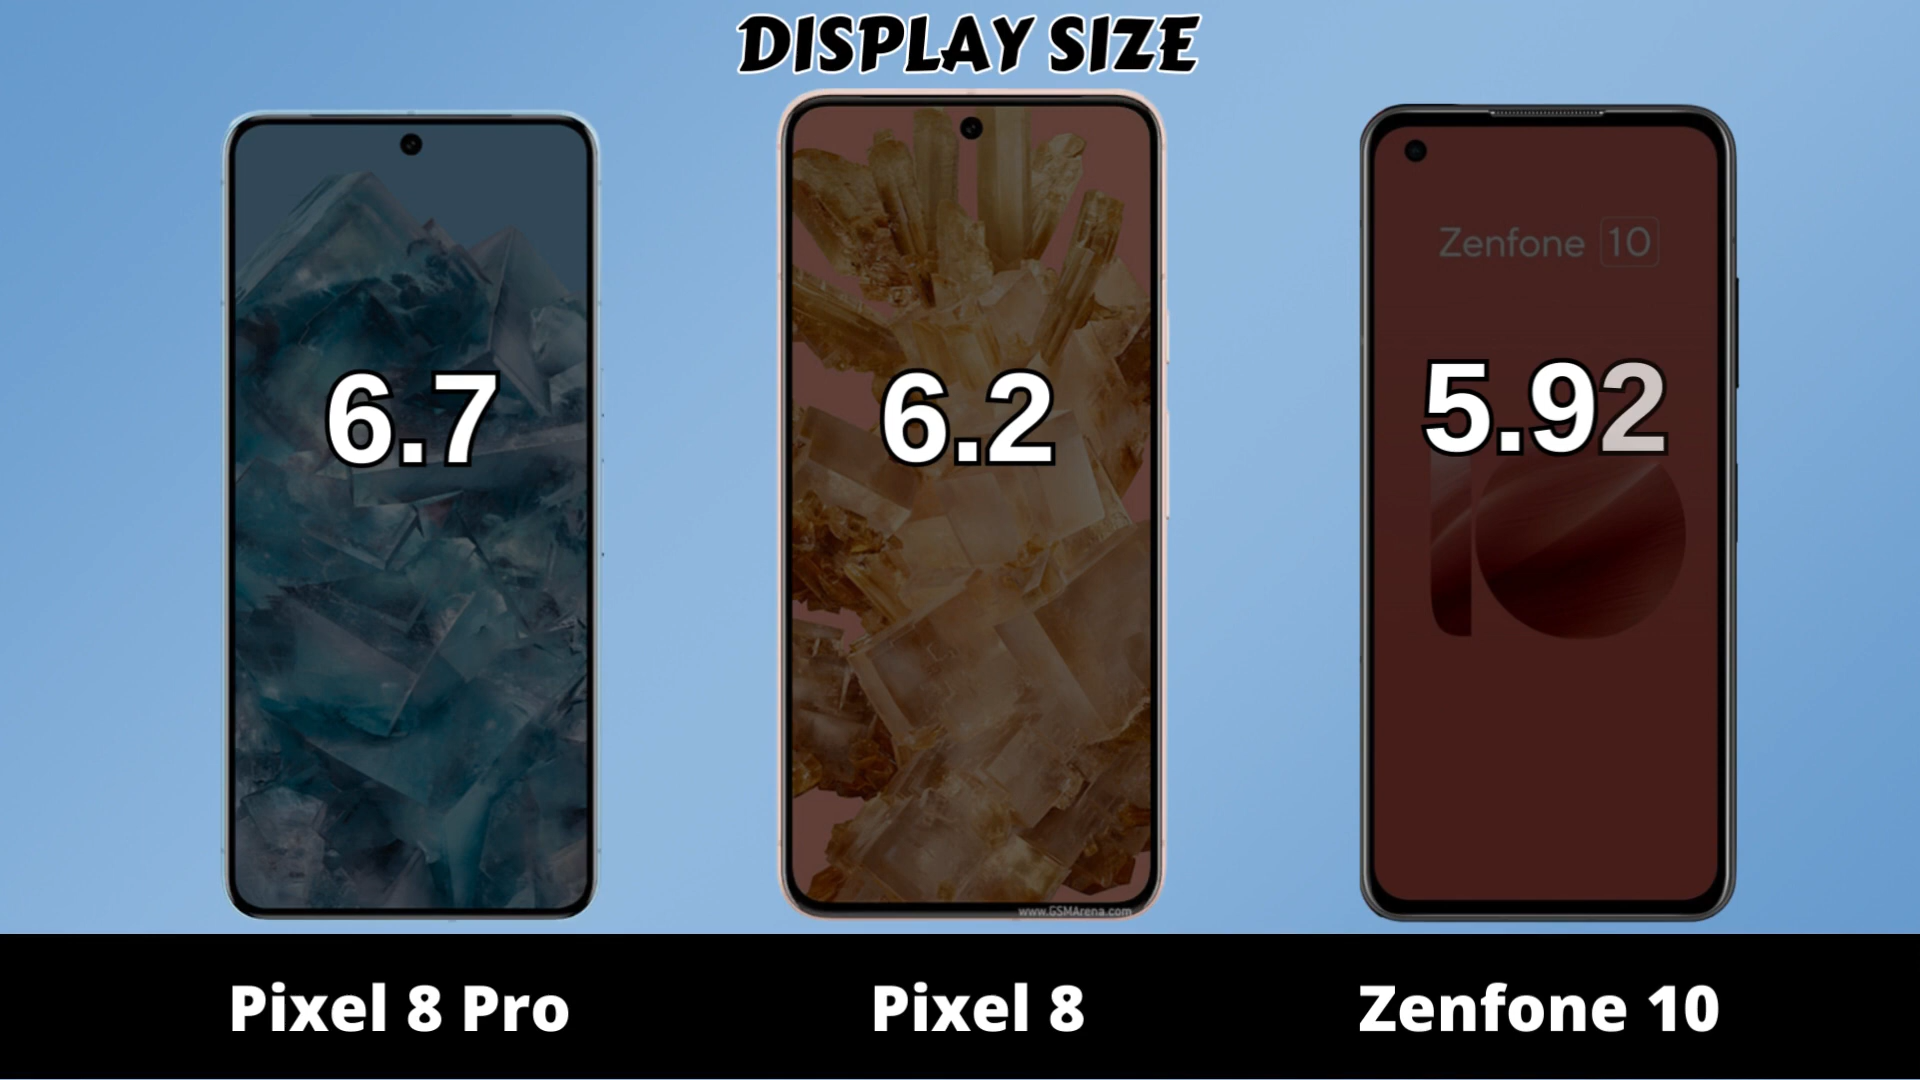 DISPLAY SIZE
Zenfone 10
6.7
6.2
5.92
10
www.GSMArena.com
Pixel 8 Pro
Pixel 8
Zenfone 10